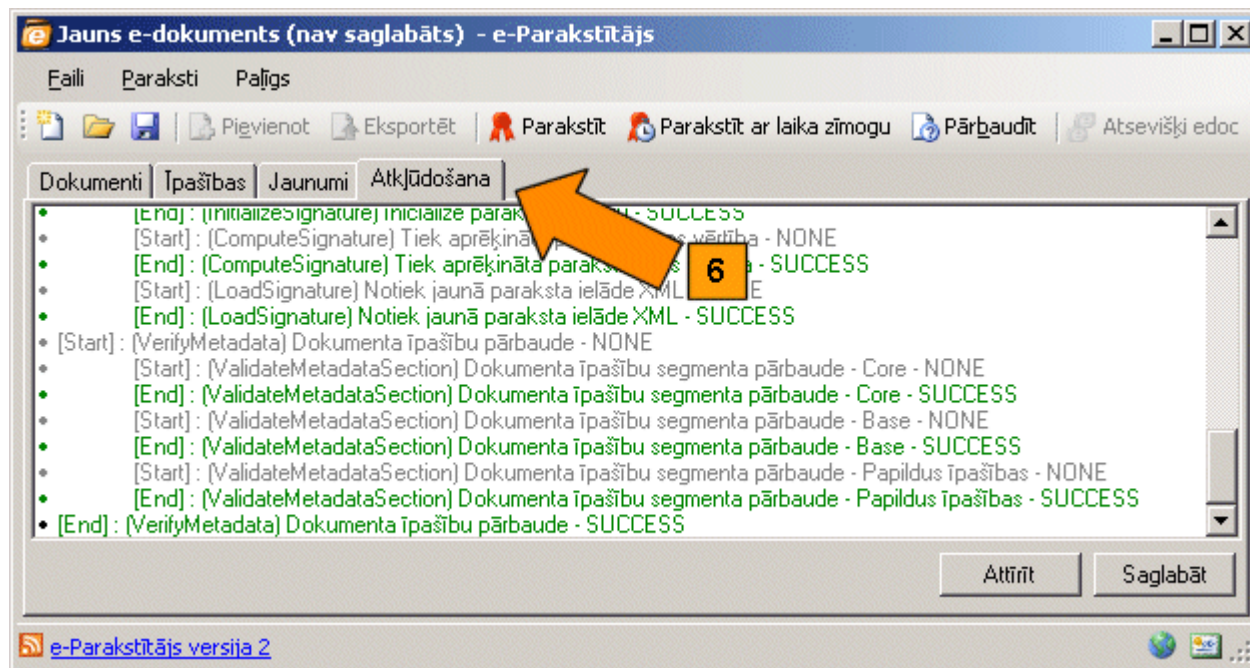 Jauns e-dokuments (nav saglabāts) - e-Parakstītājs
Faili Paraksti Palīgs
Pievienot Eksportēt Parakstīt Parakstīt ar laika zīmogu Pārbaudīt Atsevišķi edoc
Dokumenti Īpašības Jaunumi Atkļūdošana
[End] : (InitializeSignature) Inicializē - SUCCESS
[Start] : (ComputeSignature) Tiek aprēķināta vērtība - NONE
[End] : (ComputeSignature) Tiek aprēķināta - SUCCESS
[Start] : (LoadSignature) Notiek jaunā paraksta ielāde XML
[End] : (LoadSignature) Notiek jaunā paraksta ielāde XML - SUCCESS
[Start] : (VerifyMetadata) Dokumenta īpašību pārbaude - NONE
[Start] : (ValidateMetadataSection) Dokumenta īpašību segmenta pārbaude - Core - NONE
[End] : (ValidateMetadataSection) Dokumenta īpašību segmenta pārbaude - Core - SUCCESS
[Start] : (ValidateMetadataSection) Dokumenta īpašību segmenta pārbaude - Base - NONE
[End] : (ValidateMetadataSection) Dokumenta īpašību segmenta pārbaude - Base - SUCCESS
[Start] : (ValidateMetadataSection) Dokumenta īpašību segmenta pārbaude - Papildus īpašības - NONE
[End] : (ValidateMetadataSection) Dokumenta īpašību segmenta pārbaude - Papildus īpašības - SUCCESS
[End] : (VerifyMetadata) Dokumenta īpašību pārbaude - SUCCESS
6
Attīrīt Saglabāt
e-Parakstītājs versija 2